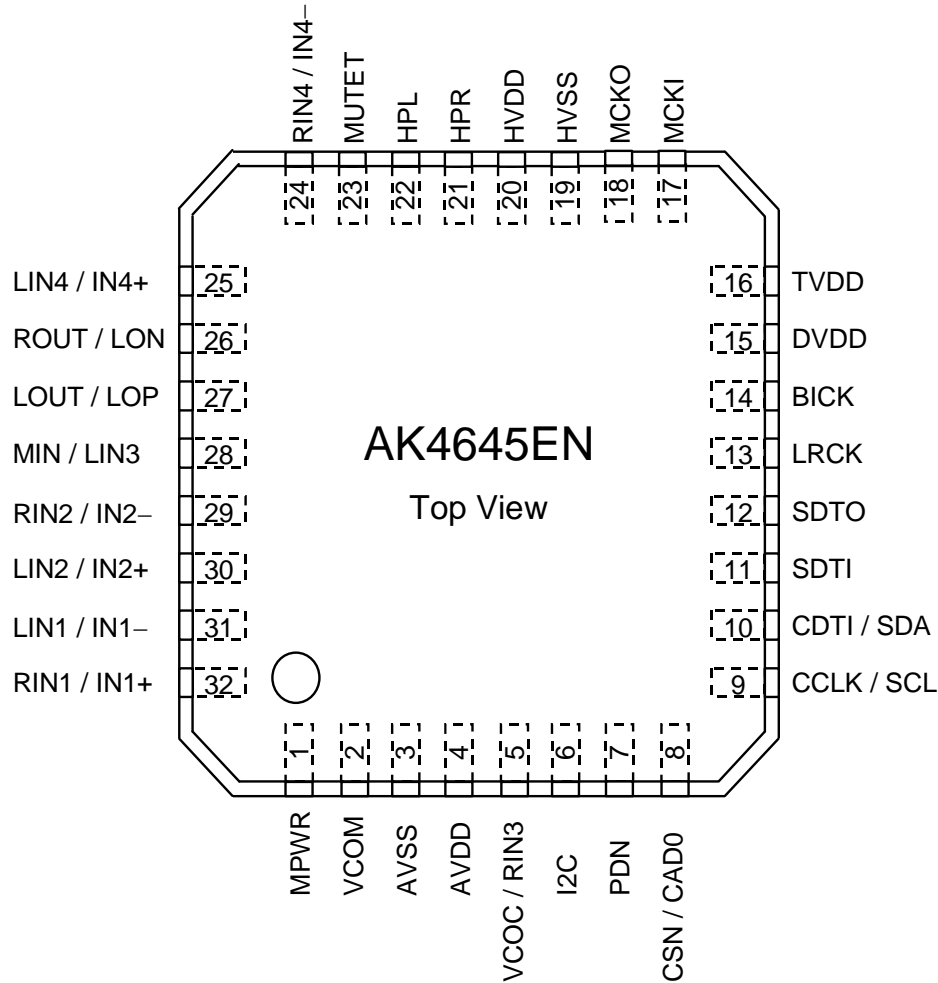 RIN4 / IN4−
MUTET
HPL
HPR
HVDD
HVSS
MCKO
MCKI
24
23
22
21
20
19
18
17
LIN4 / IN4+ 25
16 TVDD
ROUT / LON 26
15 DVDD
LOUT / LOP 27
14 BICK
MIN / LIN3 28
13 LRCK
RIN2 / IN2− 29
12 SDTO
LIN2 / IN2+ 30
11 SDTI
LIN1 / IN1− 31
10 CDTI / SDA
RIN1 / IN1+ 32
9 CCLK / SCL
AK4645EN
Top View
1
2
3
4
5
6
7
8
MPWR
VCOM
AVSS
AVDD
VCOC / RIN3
I2C
PDN
CSN / CAD0